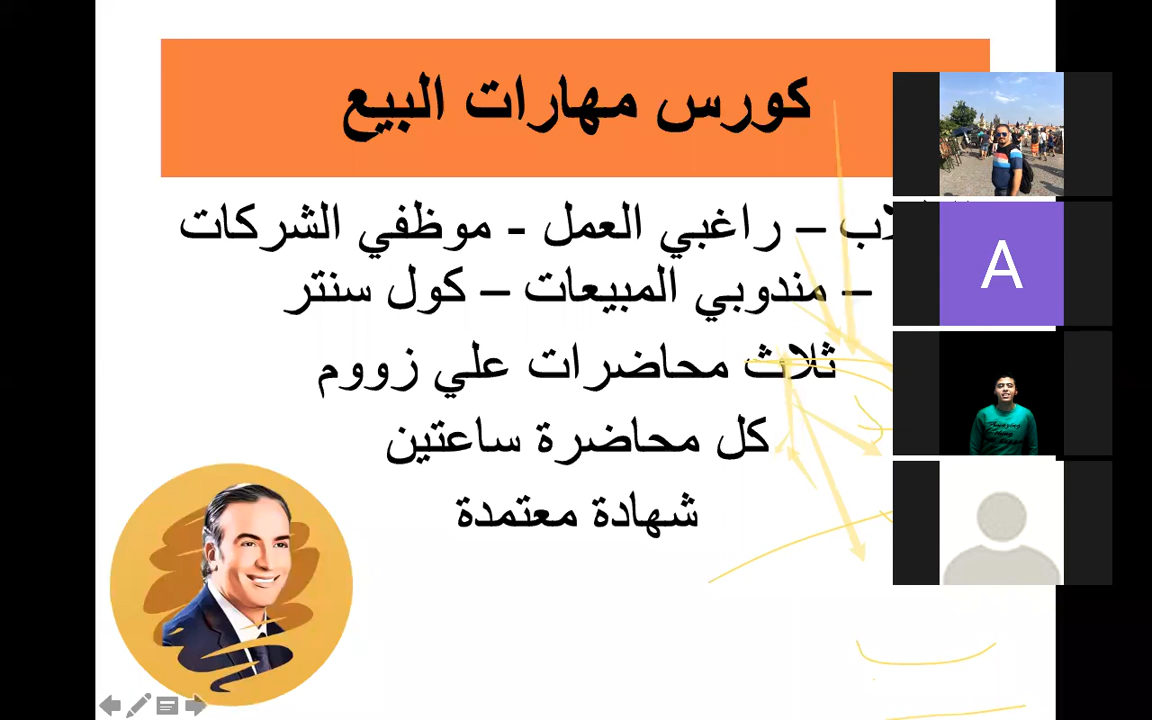 كورس مهارات البيع
– راغبي العمل - موظفي الشركات
– مندوبي المبيعات – كول سنتر
ثلاث محاضرات علي زووم
كل محاضرة ساعتين
شهادة معتمدة
A